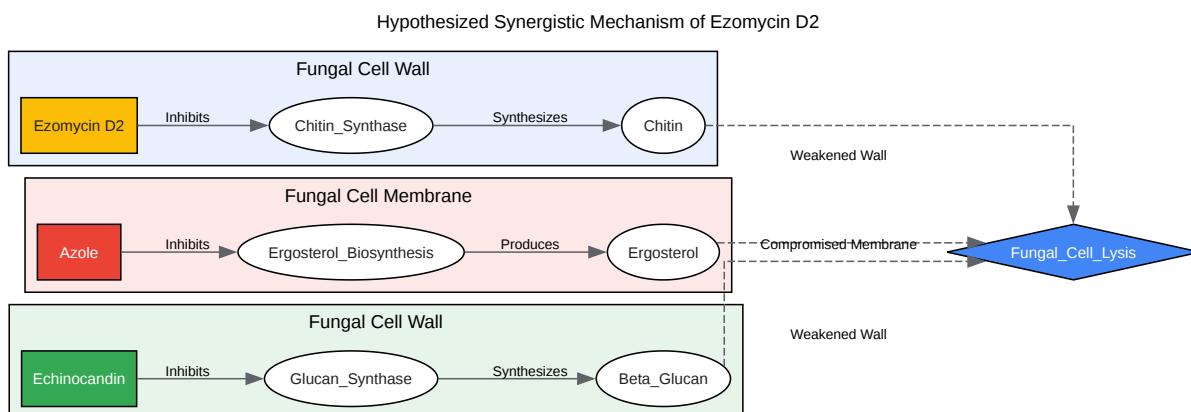 Hypothesized Synergistic Mechanism of Ezomycin D2
Fungal Cell Wall
Ezomycin D2
Inhibits
Chitin_Synthase
Synthesizes
Chitin
Weakened Wall
Fungal Cell Membrane
Azole
Inhibits
Ergosterol_Biosynthesis
Produces
Ergosterol
Compromised Membrane
Fungal_Cell_Lysis
Fungal Cell Wall
Weakened Wall
Echinocandin
Inhibits
Glucan_Synthase
Synthesizes
Beta_Glucan